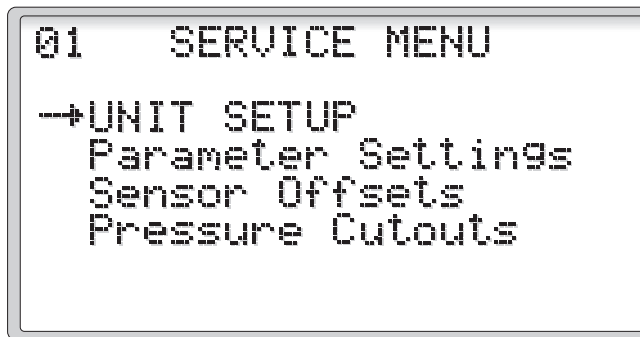 01 SERVICE MENU
→UNIT SETUP
Parameter Settings
Sensor Offsets
Pressure Cutouts